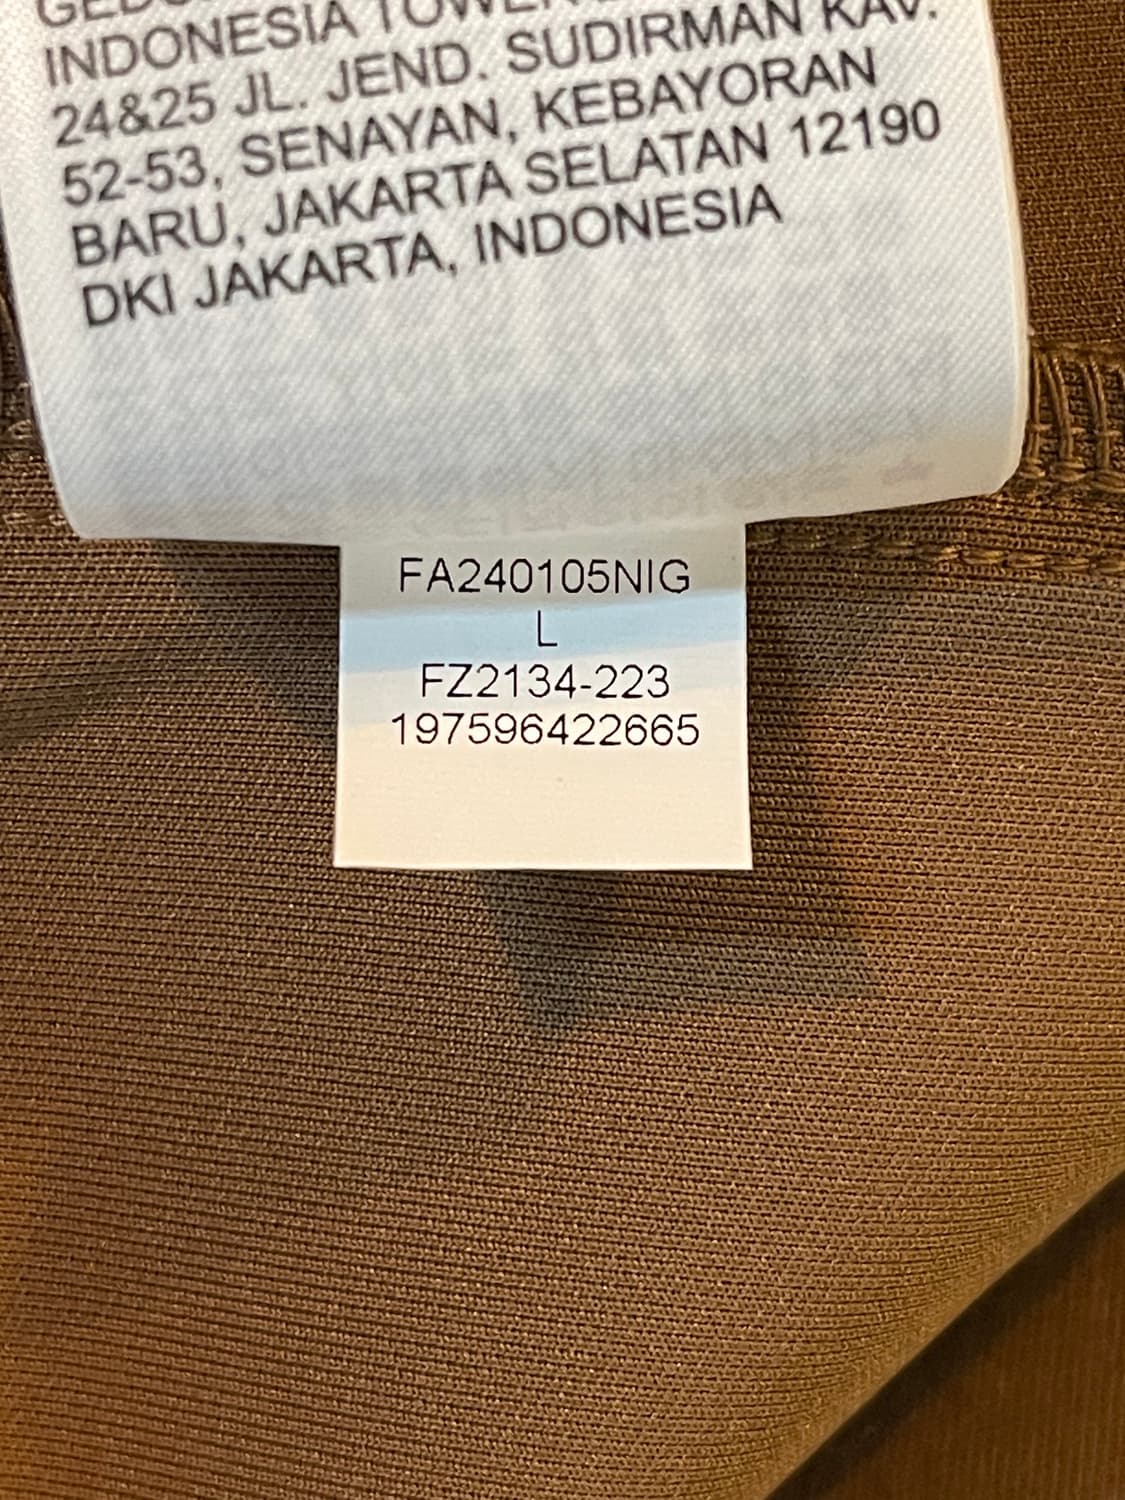 INDONESIA TOWER
24&25 JL. JEND. SUDIRMAN KAV.
52-53, SENAYAN, KEBAYORAN
BARU, JAKARTA SELATAN 12190
DKI JAKARTA, INDONESIA
FA240105NIG
L
FZ2134-223
197596422665